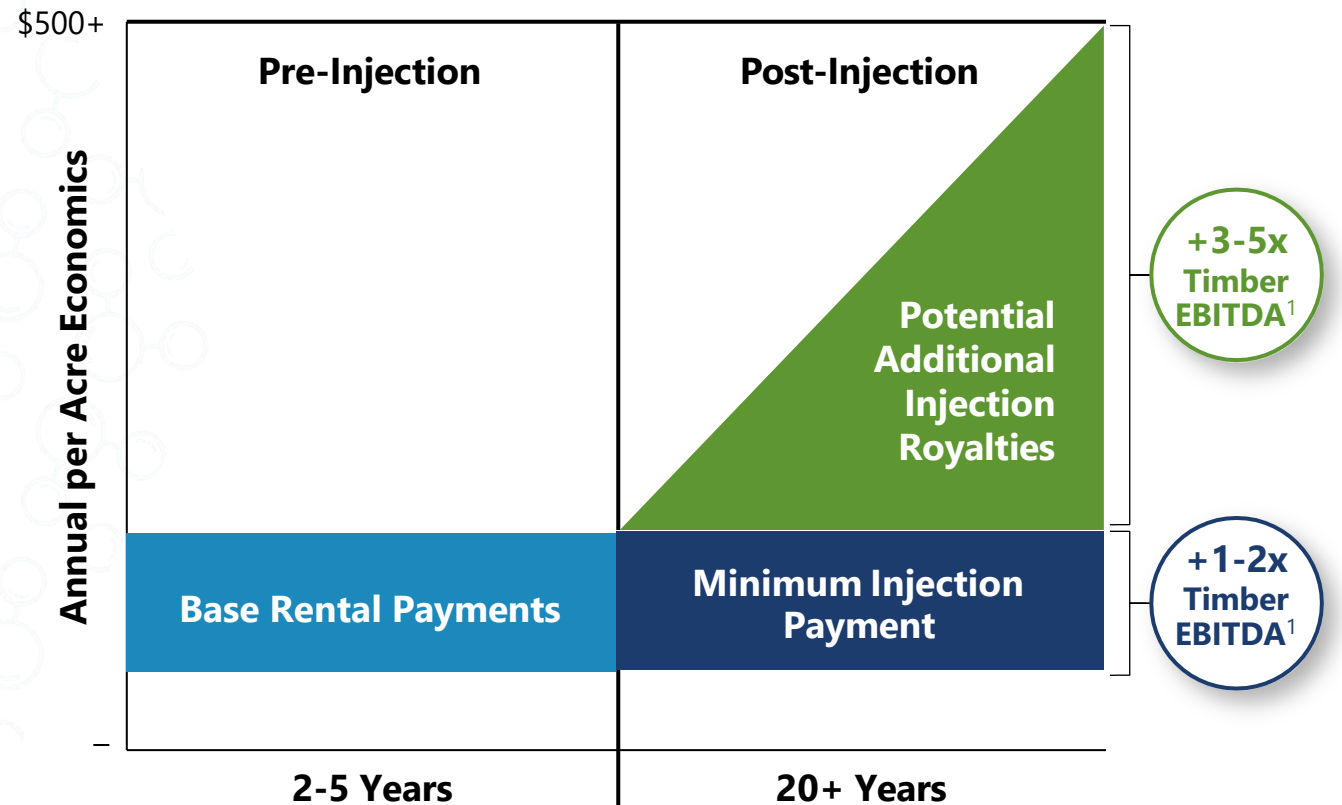 $500+
Pre-Injection
Post-Injection
Annual per Acre Economics
+3-5x
Timber
EBITDA¹
Potential
Additional
Injection
Royalties
Base Rental Payments
Minimum Injection
Payment
+1-2x
Timber
EBITDA¹
–
2-5 Years
20+ Years